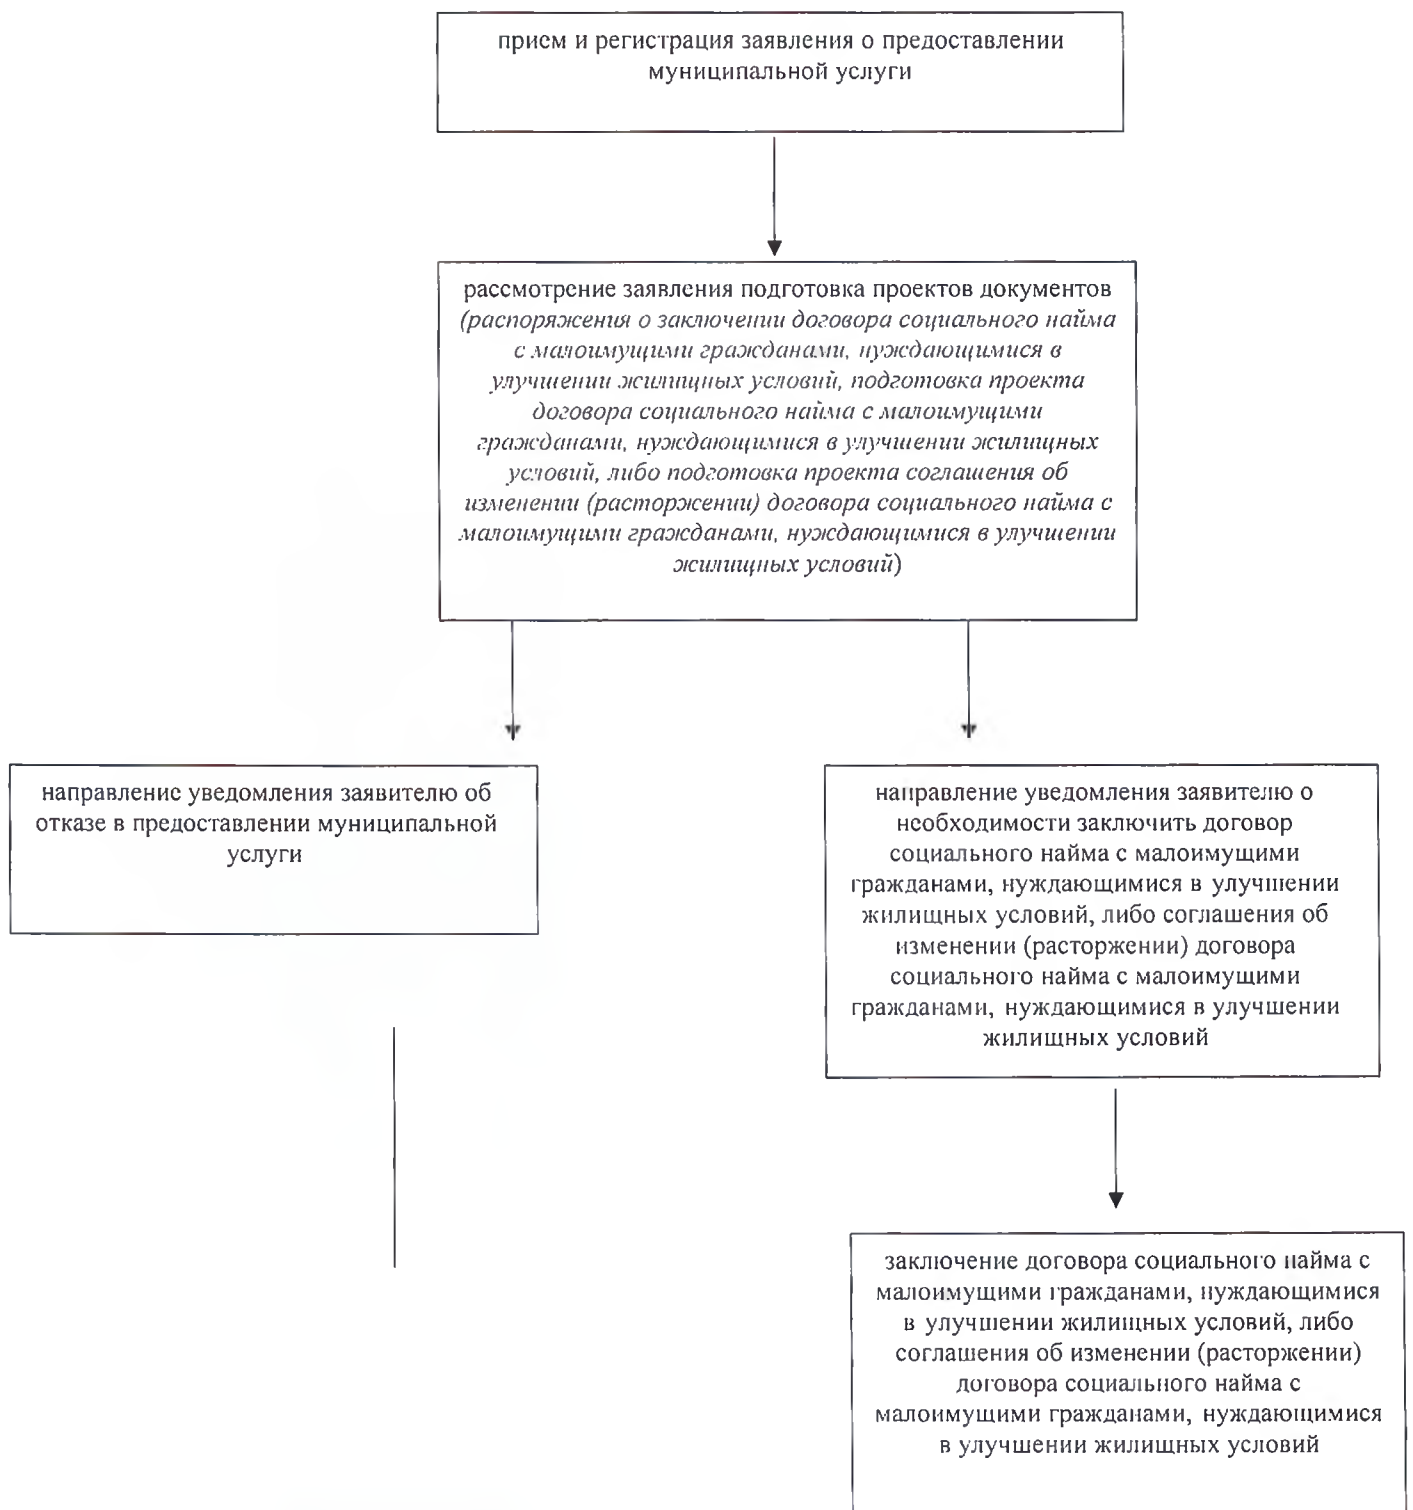 прием и регистрация заявления о предоставлении
муниципальной услуги
рассмотрение заявления подготовка проектов документов
(распоряжения о заключении договора социального найма
с малоимущими гражданами, нуждающимися в
улучшении жилищных условий, подготовка проекта
договора социального найма с малоимущими
гражданами, нуждающимися в улучшении жилищных
условий, либо подготовка проекта соглашения об
изменении (расторжении) договора социального найма с
малоимущими гражданами, нуждающимися в улучшении
жилищных условий)
направление уведомления заявителю об
отказе в предоставлении муниципальной
услуги
направление уведомления заявителю о
необходимости заключить договор
социального найма с малоимущими
гражданами, нуждающимися в улучшении
жилищных условий, либо соглашения об
изменении (расторжении) договора
социального найма с малоимущими
гражданами, нуждающимися в улучшении
жилищных условий
заключение договора социального найма с
малоимущими гражданами, нуждающимися
в улучшении жилищных условий, либо
соглашения об изменении (расторжении)
договора социального найма с
малоимущими гражданами, нуждающимися
в улучшении жилищных условий